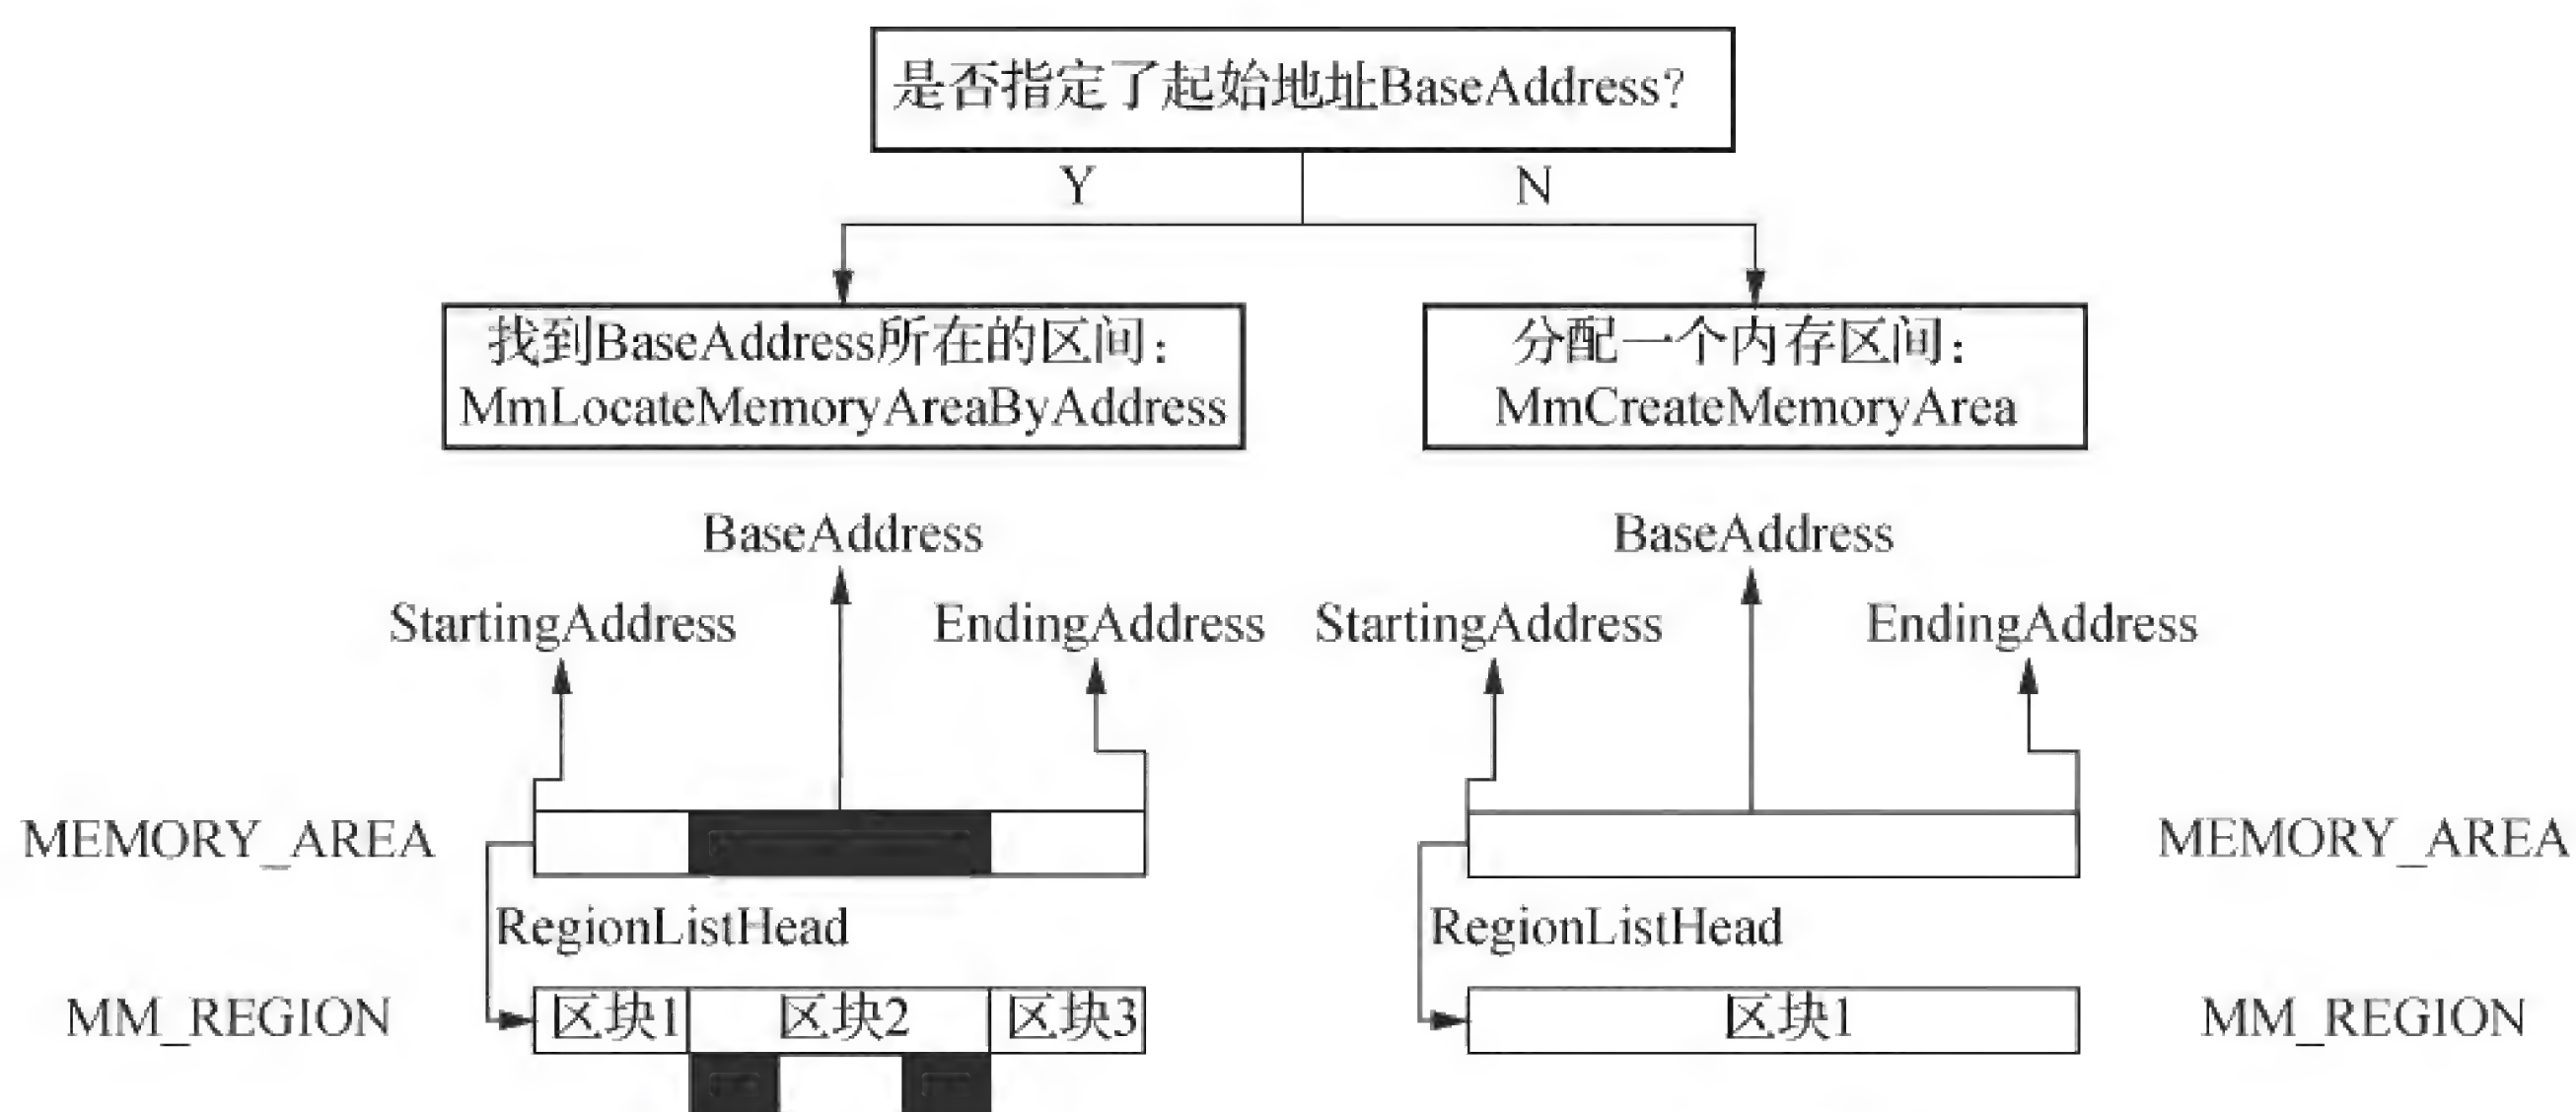 是否指定了起始地址BaseAddress?
Y
N
找到BaseAddress所在的区间：
MmLocateMemoryAreaByAddress
分配一个内存区间：
MmCreateMemoryArea
BaseAddress
BaseAddress
StartingAddress
EndingAddress
StartingAddress
EndingAddress
MEMORY_AREA
MEMORY_AREA
RegionListHead
RegionListHead
MM_REGION
区块1
区块2
区块3
区块1
MM_REGION